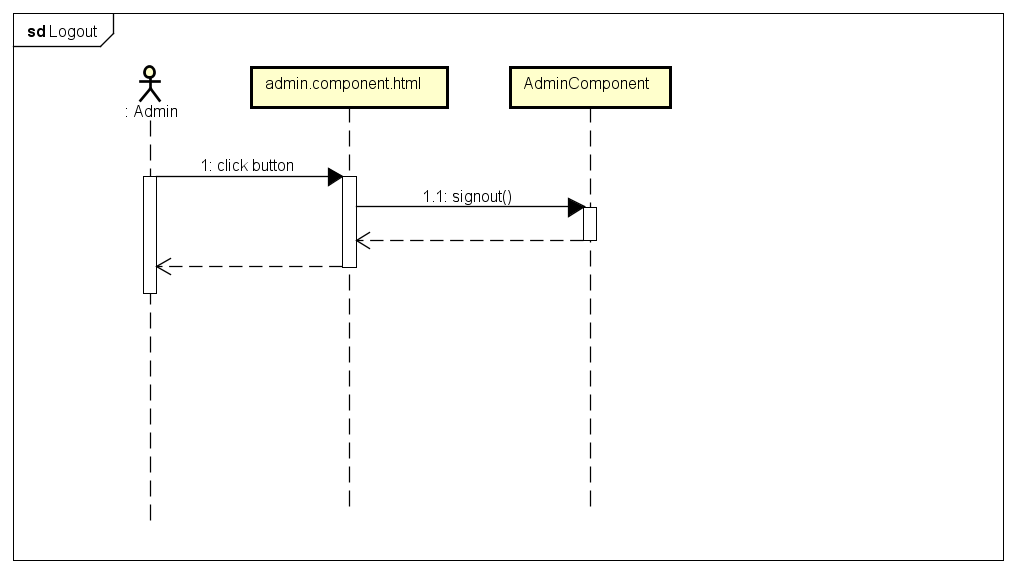 sd Logout
: Admin
admin.component.html
AdminComponent
1: click button
1.1: signout()